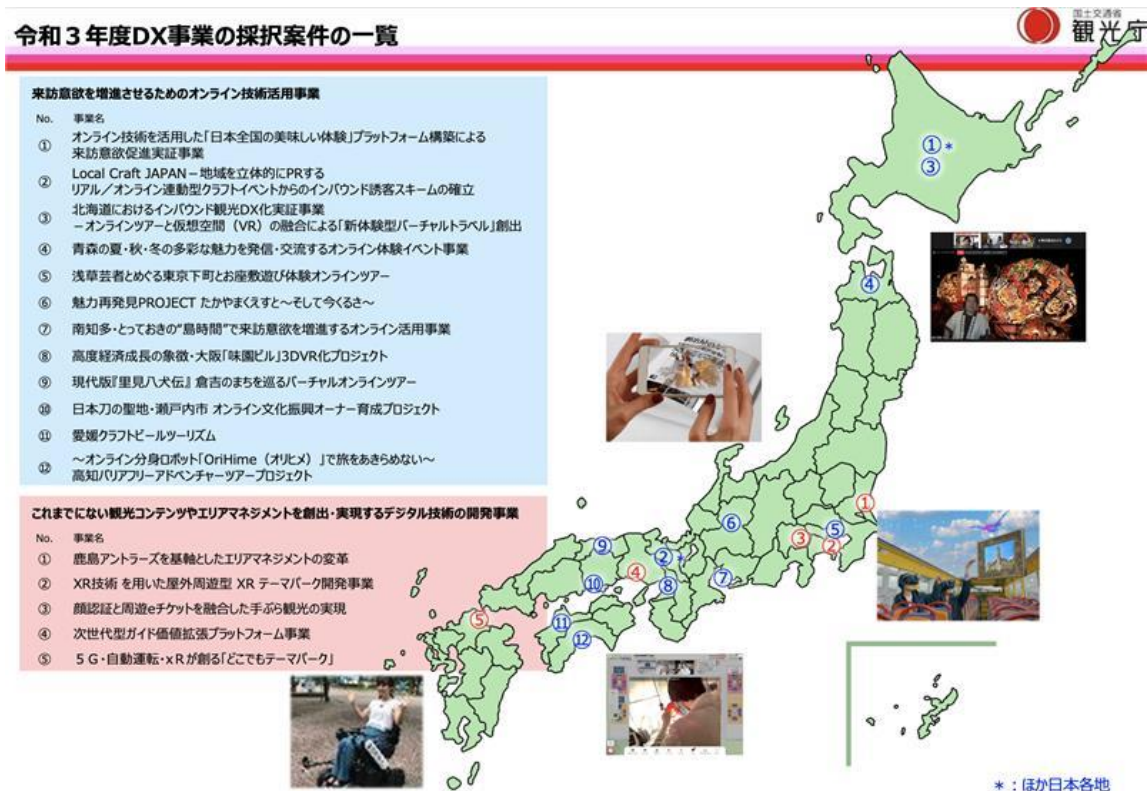 令和３年度DX事業の採択案件の一覧
国土交通省
観光庁
来訪意欲を増進させるためのオンライン技術活用事業
No. 事業名
① オンライン技術を活用した「日本全国の美味しい体験」プラットフォーム構築による
来訪意欲促進実証事業
② Local Craft JAPAN－地域を立体的にPRする
リアル／オンライン連動型クラフトイベントからのインバウンド誘客スキームの確立
③ 北海道におけるインバウンド観光DX化実証事業
－オンラインツアーと仮想空間（VR）の融合による「新体験型バーチャルトラベル」創出
④ 青森の夏・秋・冬の多彩な魅力を発信・交流するオンライン体験イベント事業
⑤ 浅草芸者とめぐる東京下町とお座敷遊び体験オンラインツアー
⑥ 魅力再発見PROJECT たかやまくえすと～そして今くるさ～
⑦ 南知多・とっておきの“島時間”で来訪意欲を増進するオンライン活用事業
⑧ 高度経済成長の象徴・大阪「味園ビル」3DVR化プロジェクト
⑨ 現代版『里見八犬伝』 倉吉のまちを巡るバーチャルオンラインツアー
⑩ 日本刀の聖地・瀬戸内市 オンライン文化振興オーナー育成プロジェクト
⑪ 愛媛クラフトビールツーリズム
⑫ ～オンライン分身ロボット「OriHime（オリヒメ）」で旅をあきらめない～
高知バリアフリーアドベンチャーツアープロジェクト
これまでにない観光コンテンツやエリアマネジメントを創出・実現するデジタル技術の開発事業
No. 事業名
① 鹿島アントラーズを基軸としたエリアマネジメントの変革
② XR技術 を用いた屋外周遊型 XR テーマパーク開発事業
③ 顔認証と周遊eチケットを融合した手ぶら観光の実現
④ 次世代型ガイド価値拡張プラットフォーム事業
⑤ ５G・自動運転・xRが創る「どこでもテーマパーク」
①*
③
④
①
⑥
⑤
③
②
⑨
②*
④
⑩
⑧
⑦
⑤
⑪
⑫
*：ほか日本各地